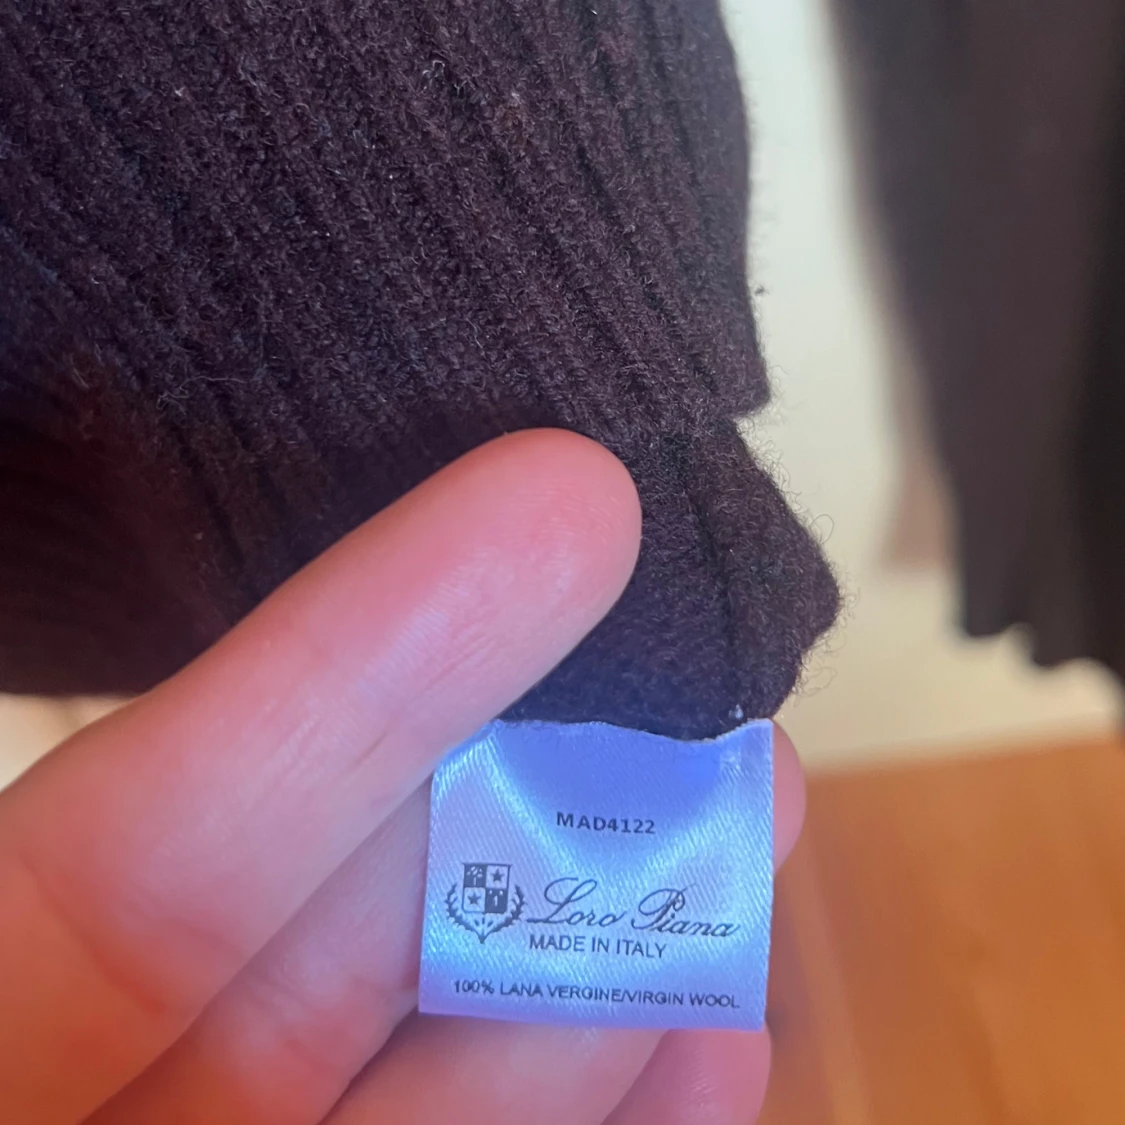 MAD4122
Loro Piana
MADE IN ITALY
100% LANA VERGINE/VIRGIN WOOL